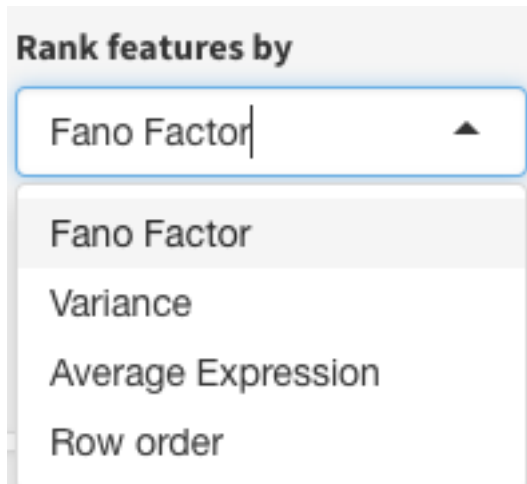 Rank features by
Fano Factor
Fano Factor
Variance
Average Expression
Row order